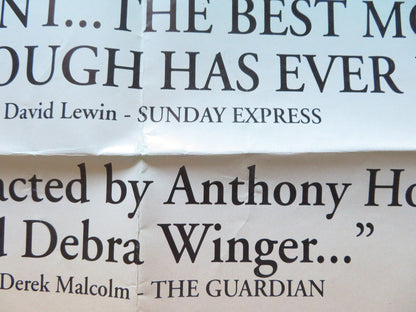 NT...THE BEST MO
OUGH HAS EVER
David Lewin - SUNDAY EXPRESS
acted by Anthony Ho
d Debra Winger...”
Derek Malcolm - THE GUARDIAN